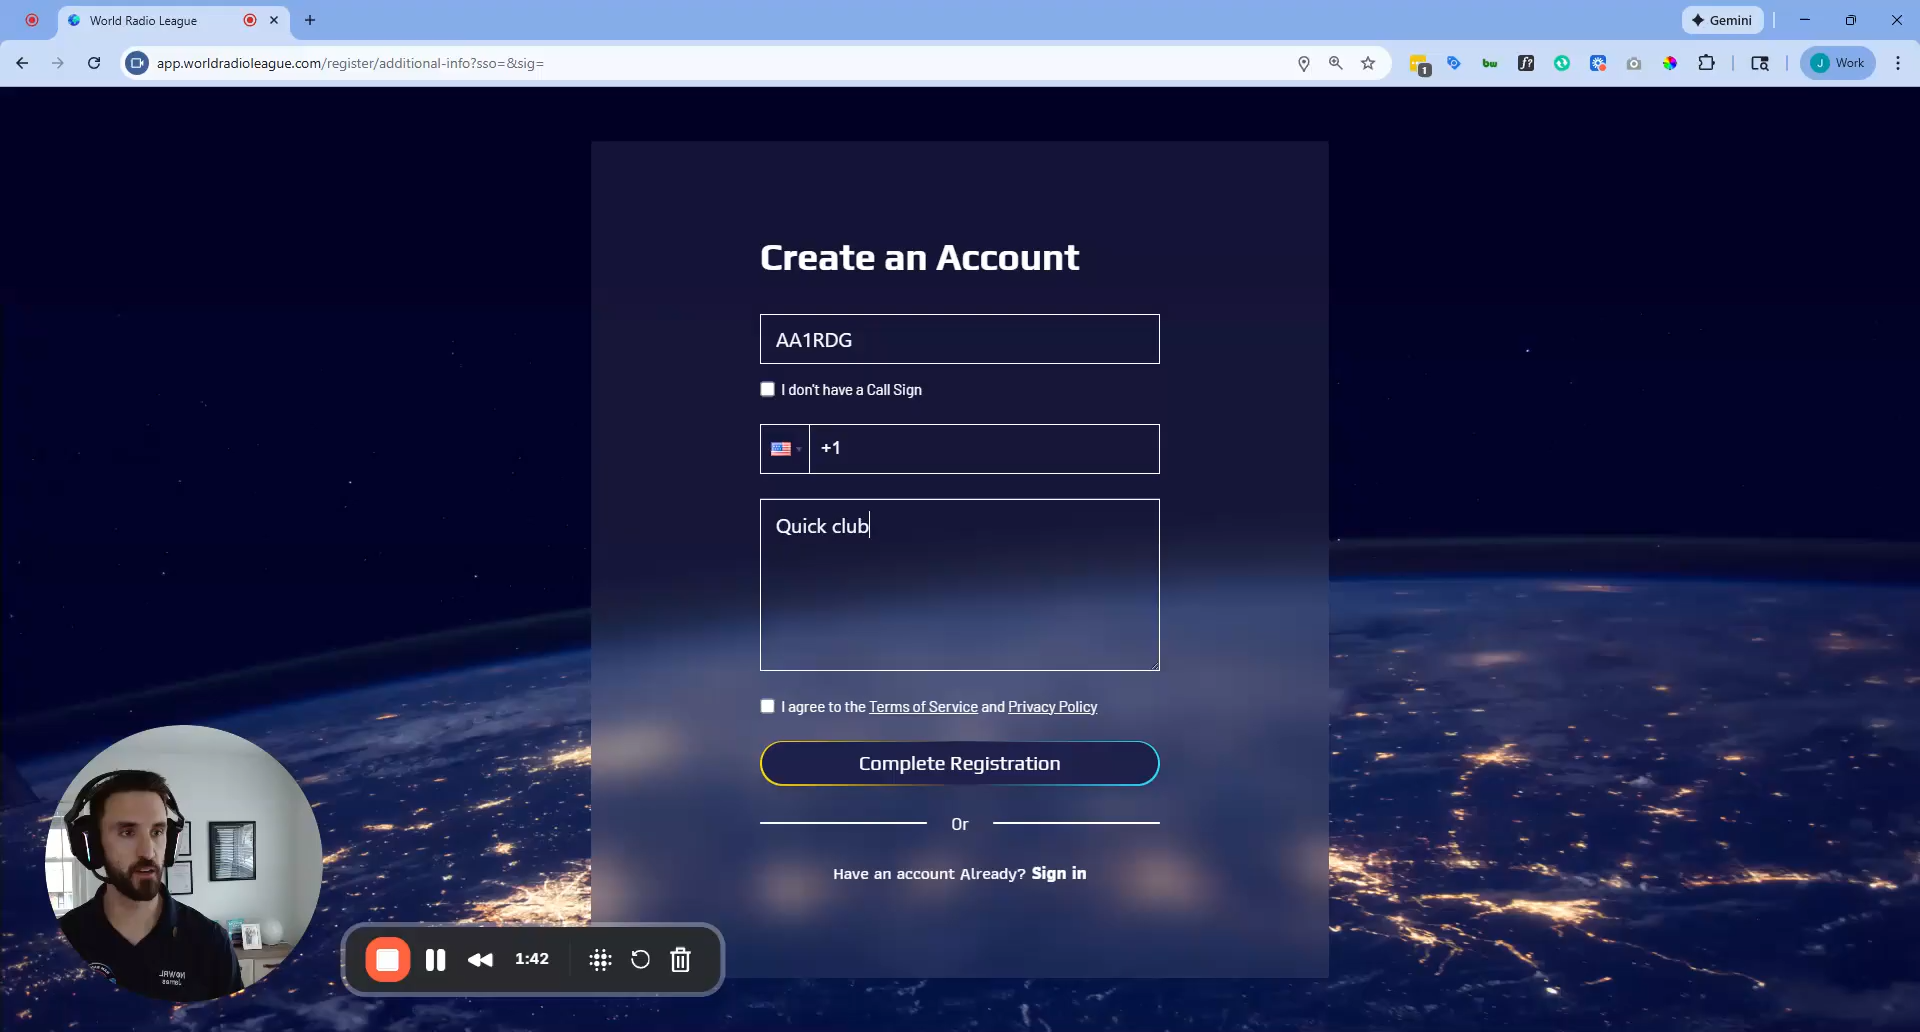 World Radio League
Gemini
app.worldradioleague.com/register/additional-info?sso=&sig=
1
bw
f?
J
Work
Create an Account
AA1RDG
I don't have a Call Sign
+1
Quick club
I agree to the Terms of Service and Privacy Policy
Complete Registration
Or
Have an account Already? Sign in
1:42